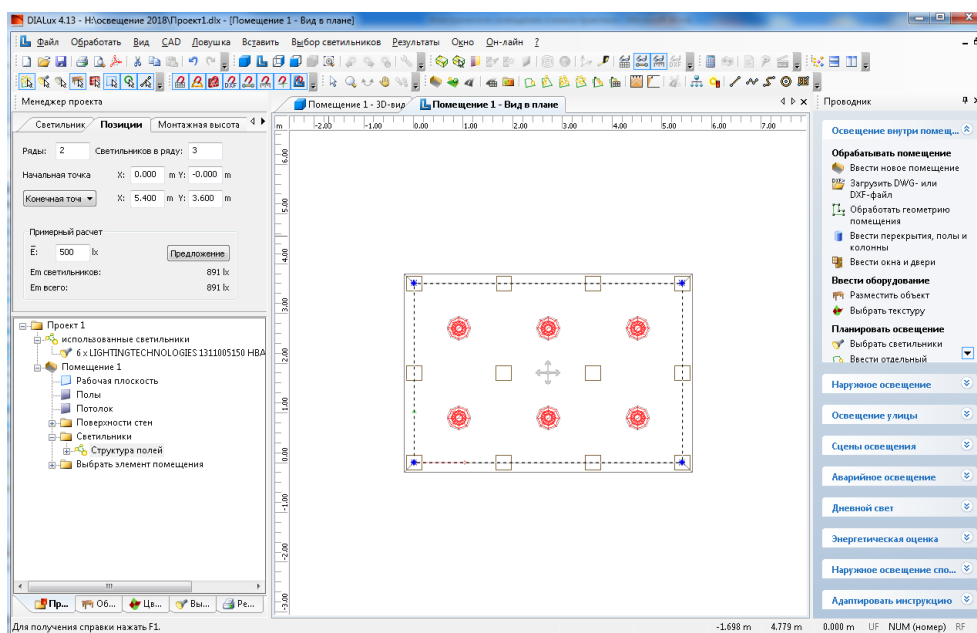 DIALux 4.13 - H:\освещение 2018\Проект1.dlx - [Помещение 1 - Вид в плане]
Файл Обработать Вид CAD Ловушка Вставить Выбор светильников Результаты Окно Он-лайн ?
Менеджер проекта
Светильник Позиции Монтажная высота
Ряды: 2 Светильников в ряду: 3
Начальная точка X: 0.000 m Y: -0.000 m
Конечная точ X: 5.400 m Y: 3.600 m
Примерный расчет
E: 500 lx Предложение
Em светильников: 891 lx
Em всего: 891 lx
Проект 1
использованные светильники
6 x LIGHTINGTECHNOLOGIES 1311005150 HBA
Помещение 1
Рабочая плоскость
Полы
Потолок
Поверхности стен
Светильники
Структура полей
Выбрать элемент помещения
Пр... Об... Цв... Вы... Ре...
Помещение 1 - 3D-вид Помещение 1 - Вид в плане
m -2.00 -1.00 0.00 1.00 2.00 3.00 4.00 5.00 6.00 7.00
6.00
5.00
4.00
3.00
2.00
1.00
0.00
-1.00
-2.00
-3.00
Проводник
Освещение внутри помещ...
Обрабатывать помещение
Ввести новое помещение
Загрузить DWG- или
DXF-файл
Обработать геометрию
помещения
Ввести перекрытия, полы и
колонны
Ввести окна и двери
Ввести оборудование
Разместить объект
Выбрать текстуру
Планировать освещение
Выбрать светильники
Ввести отдельный
Наружное освещение
Освещение улицы
Сцены освещения
Аварийное освещение
Дневной свет
Энергетическая оценка
Наружное освещение спо...
Адаптировать инструкцию
Для получения справки нажать F1.
-1.698 m 4.779 m 0.000 m UF NUM (номер) RF